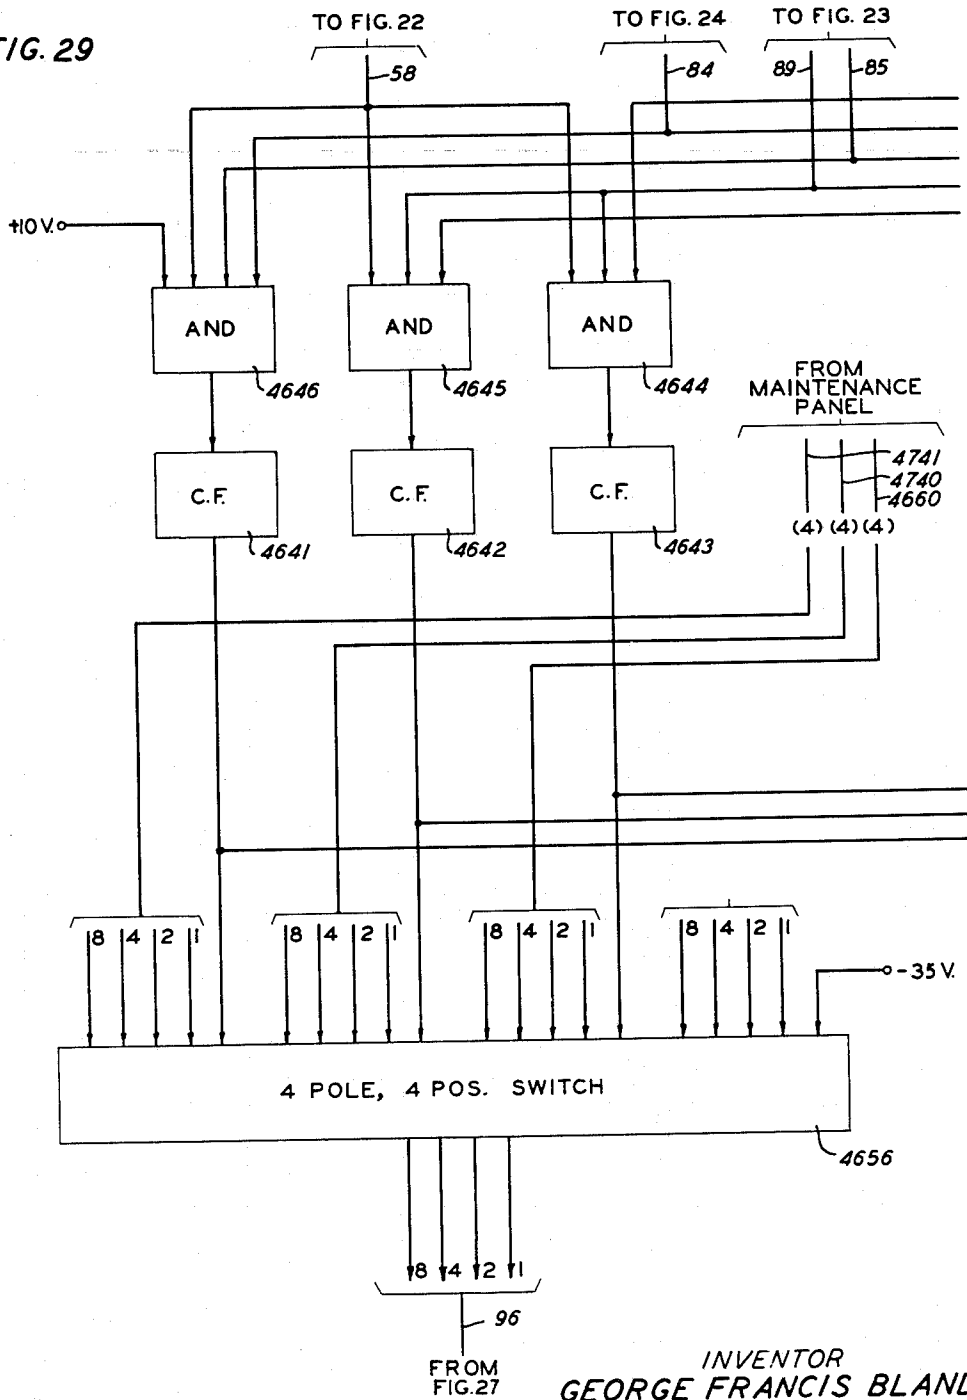 FIG. 29
TO FIG. 22
TO FIG. 24
TO FIG. 23
58
84
89
85
+10 V.
AND
AND
AND
4646
4645
4644
FROM
MAINTENANCE
PANEL
4741
4740
4660
(4) (4) (4)
C.F.
C.F.
C.F.
4641
4642
4643
8 4 2 1
8 4 2 1
8 4 2 1
8 4 2 1
-35 V.
4 POLE, 4 POS. SWITCH
4656
8 4 2 1
96
FROM
FIG.27
INVENTOR
GEORGE FRANCIS BLAND